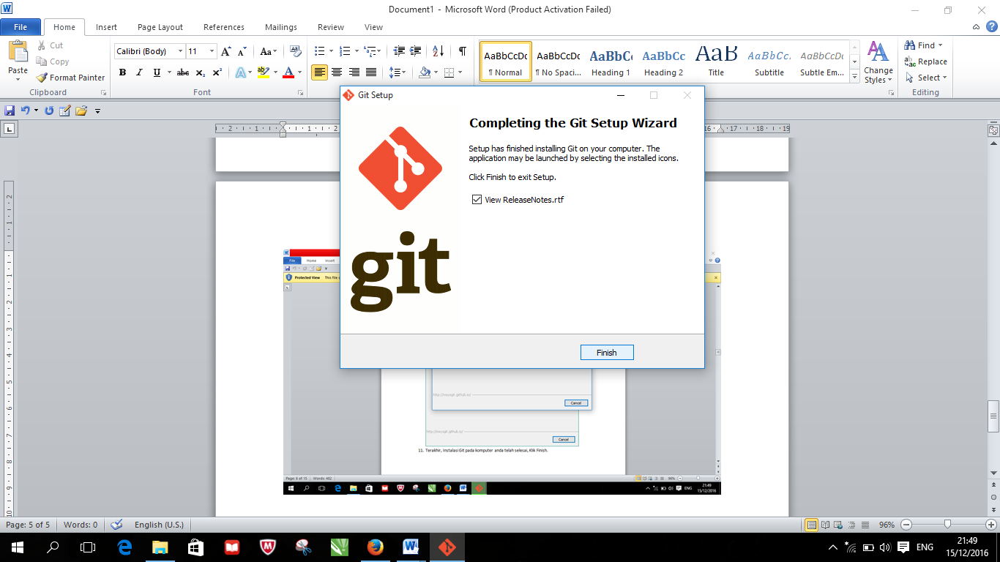 Document1 - Microsoft Word (Product Activation Failed)
File Home Insert Page Layout References Mailings Review View
Paste
Cut
Copy
Format Painter
Clipboard
Calibri (Body) 11
B I U abc x₂ x²
Font
AaBbCcDc AaBbCcDc AaBbCc AaBbCc AaB AaBbCc. AaBbCcDc
¶ Normal ¶ No Spaci... Heading 1 Heading 2 Title Subtitle Subtle Em...
Change Styles
Find
Replace
Select
Editing
Git Setup
Completing the Git Setup Wizard
Setup has finished installing Git on your computer. The
application may be launched by selecting the installed icons.
Click Finish to exit Setup.
View ReleaseNotes.rtf
git
Finish
File Home Insert
Protected View This file
Cancel
Cancel
11. Terakhir, Instalasi Git pada komputer anda telah selesai, Klik Finish.
Page: 6 of 15 Words: 402 96%
ENG 21:49
15/12/2016
Page: 5 of 5 Words: 0 English (U.S.) 96%
ENG 21:49
15/12/2016